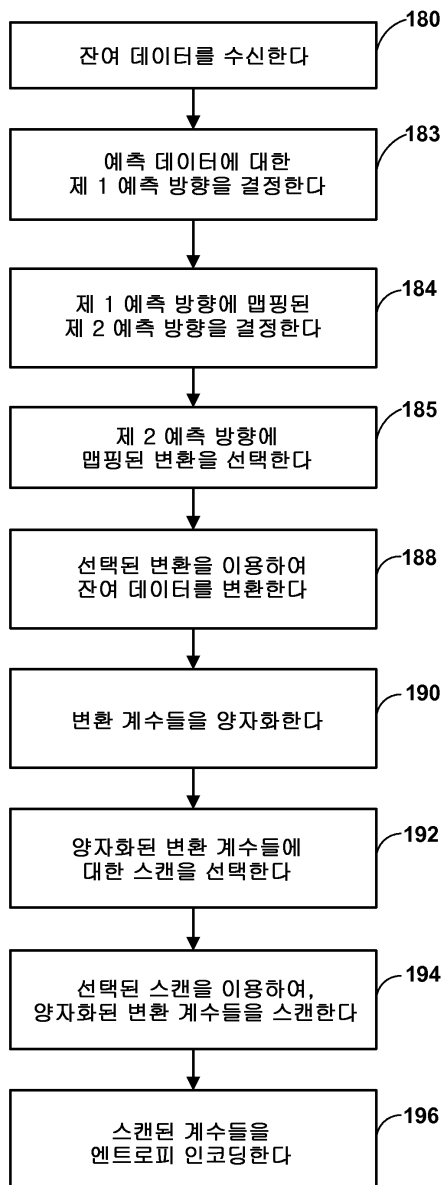 180
잔여 데이터를 수신한다
183
예측 데이터에 대한
제 1 예측 방향을 결정한다
184
제 1 예측 방향에 맵핑된
제 2 예측 방향을 결정한다
185
제 2 예측 방향에
맵핑된 변환을 선택한다
188
선택된 변환을 이용하여
잔여 데이터를 변환한다
190
변환 계수들을 양자화한다
192
양자화된 변환 계수들에
대한 스캔을 선택한다
194
선택된 스캔을 이용하여,
양자화된 변환 계수들을 스캔한다
196
스캔된 계수들을
엔트로피 인코딩한다